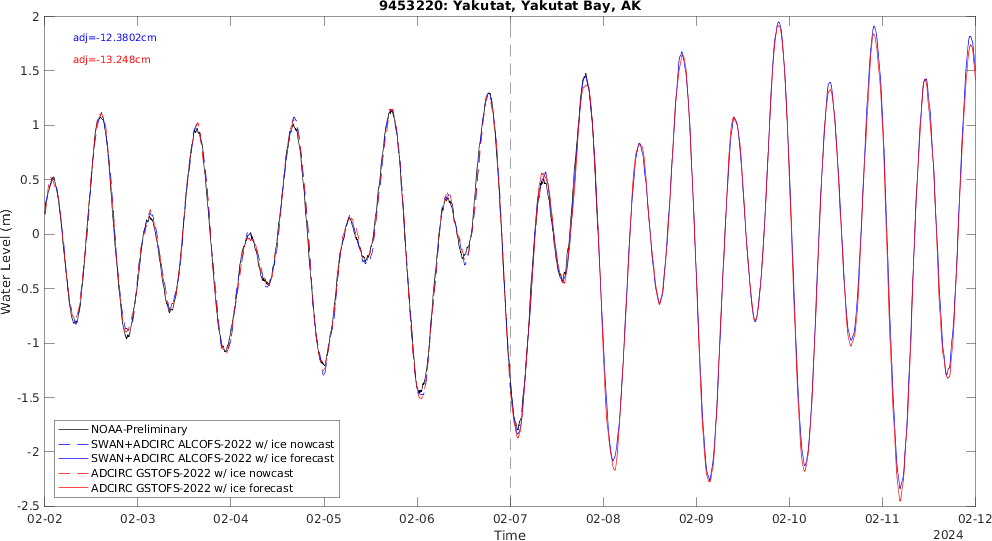 9453220: Yakutat, Yakutat Bay, AK
adj=-12.3802cm
adj=-13.248cm
Water Level (m)
2
1.5
1
0.5
0
-0.5
-1
-1.5
-2
-2.5
NOAA-Preliminary
SWAN+ADCIRC ALCOFS-2022 w/ ice nowcast
SWAN+ADCIRC ALCOFS-2022 w/ ice forecast
ADCIRC GSTOFS-2022 w/ ice nowcast
ADCIRC GSTOFS-2022 w/ ice forecast
02-02 02-03 02-04 02-05 02-06 02-07 02-08 02-09 02-10 02-11 02-12
Time
2024